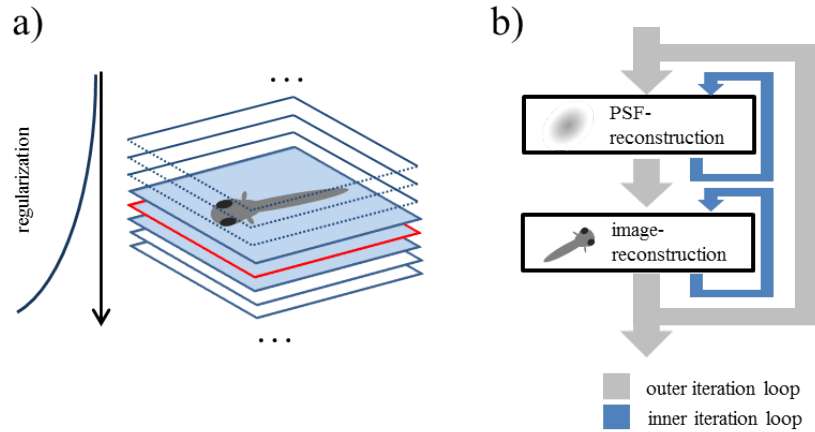 a)
regularization
...
...
b)
PSF-
reconstruction
image-
reconstruction
outer iteration loop
inner iteration loop